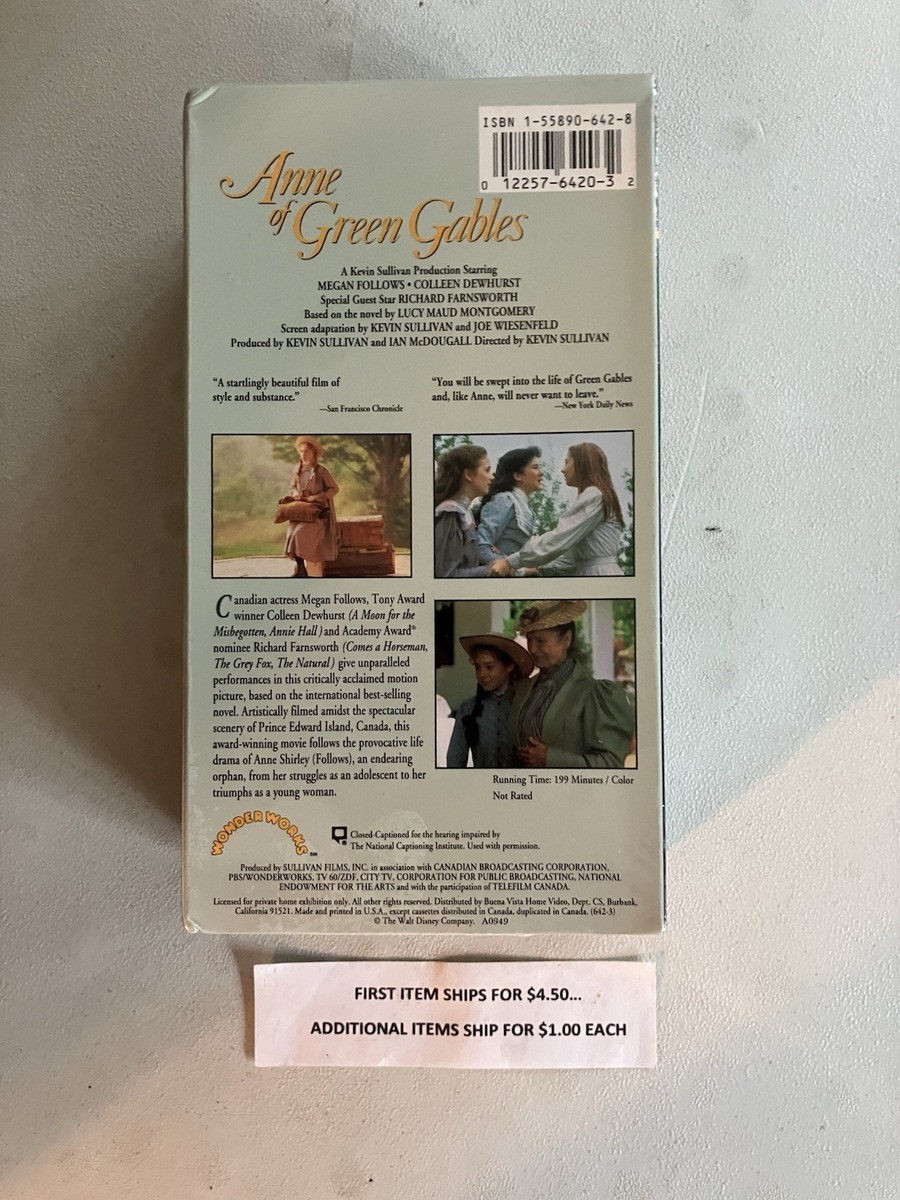 ISBN 1-55890-642-8
0 12257-6420-3 2
Anne
of Green Gables
A Kevin Sullivan Production Starring
MEGAN FOLLOWS • COLLEEN DEWHURST
Special Guest Star RICHARD FARNSWORTH
Based on the novel by LUCY MAUD MONTGOMERY
Screen adaptation by KEVIN SULLIVAN and JOE WIESENFELD
Produced by KEVIN SULLIVAN and IAN McDOUGALL Directed by KEVIN SULLIVAN
"A startlingly beautiful film of
style and substance."
—San Francisco Chronicle
"You will be swept into the life of Green Gables
and, like Anne, will never want to leave."
—New York Daily News
Canadian actress Megan Follows, Tony Award
winner Colleen Dewhurst (A Moon for the
Misbegotten, Annie Hall) and Academy Award®
nominee Richard Farnsworth (Comes a Horseman,
The Grey Fox, The Natural) give unparalleled
performances in this critically acclaimed motion
picture, based on the international best-selling
novel. Artistically filmed amidst the spectacular
scenery of Prince Edward Island, Canada, this
award-winning movie follows the provocative life
drama of Anne Shirley (Follows), an endearing
orphan, from her struggles as an adolescent to her
triumphs as a young woman.
Running Time: 199 Minutes / Color
Not Rated
WONDERWORKS SM
Closed-Captioned for the hearing impaired by
The National Captioning Institute. Used with permission.
Produced by SULLIVAN FILMS, INC. in association with CANADIAN BROADCASTING CORPORATION,
PBS/WONDERWORKS, TV 60/ZDF, CITY TV, CORPORATION FOR PUBLIC BROADCASTING, NATIONAL
ENDOWMENT FOR THE ARTS and with the participation of TELEFILM CANADA.
Licensed for private home exhibition only. All other rights reserved. Distributed by Buena Vista Home Video, Dept. CS, Burbank,
California 91521. Made and printed in U.S.A., except cassettes distributed in Canada, duplicated in Canada. (642-3)
© The Walt Disney Company. A0949
FIRST ITEM SHIPS FOR $4.50...
ADDITIONAL ITEMS SHIP FOR $1.00 EACH